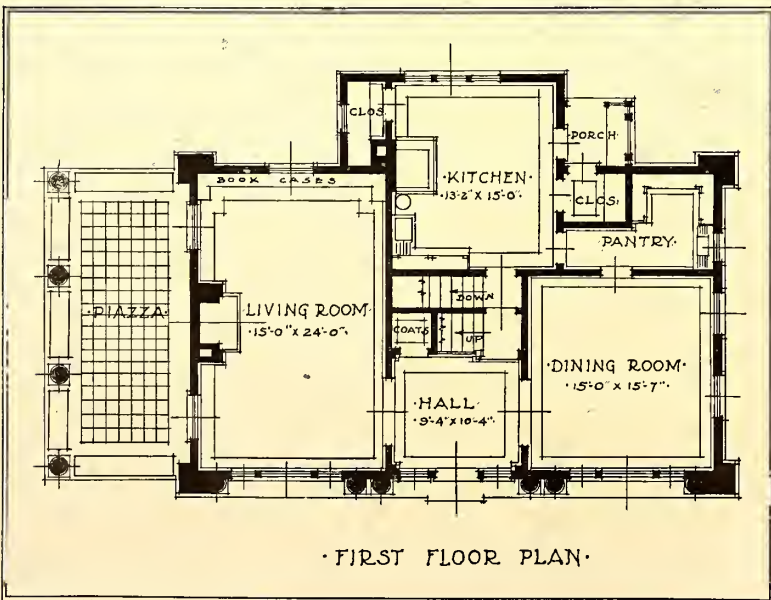 CLOS.
·KITCHEN·
·13'-2" X 15'-0"·
PORCH
CLOS.
BOOK CASES
PANTRY·
·PIAZZA·
·LIVING ROOM·
·15'-0" X 24'-0"·
DOWN
COATS
UP
·HALL·
·9'-4" X 10'-4"·
·DINING ROOM·
·15'-0" X 15'-7"·
·FIRST FLOOR PLAN·